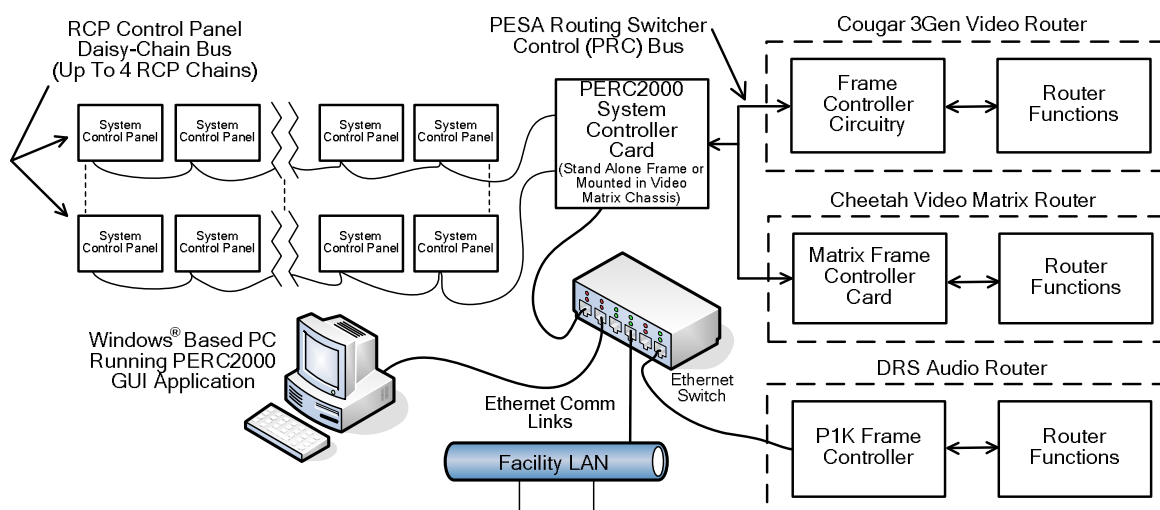 RCP Control Panel
Daisy-Chain Bus
(Up To 4 RCP Chains)
PESA Routing Switcher
Control (PRC) Bus
Cougar 3Gen Video Router
System
Control Panel
System
Control Panel
System
Control Panel
System
Control Panel
PERC2000
System
Controller
Card
(Stand Alone Frame or
Mounted in Video
Matrix Chassis)
Frame
Controller
Circuitry
Router
Functions
Cheetah Video Matrix Router
System
Control Panel
System
Control Panel
System
Control Panel
System
Control Panel
Matrix Frame
Controller
Card
Router
Functions
Windows® Based PC
Running PERC2000
GUI Application
Ethernet
Switch
Ethernet Comm
Links
Facility LAN
DRS Audio Router
P1K Frame
Controller
Router
Functions